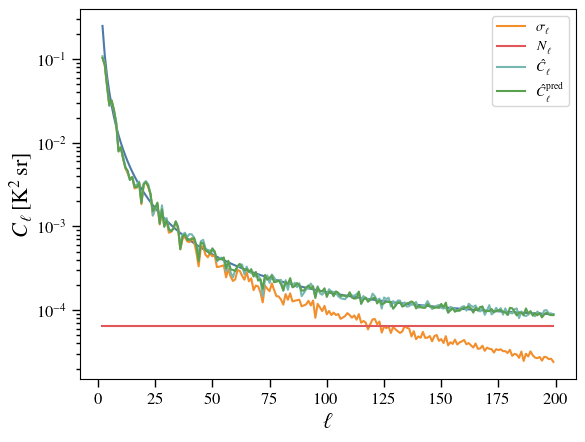 σ_ℓ
N_ℓ
Ĉ_ℓ
Ĉ_ℓ^pred
C_ℓ [K² sr]
10⁻¹
10⁻²
10⁻³
10⁻⁴
0 25 50 75 100 125 150 175 200
ℓ